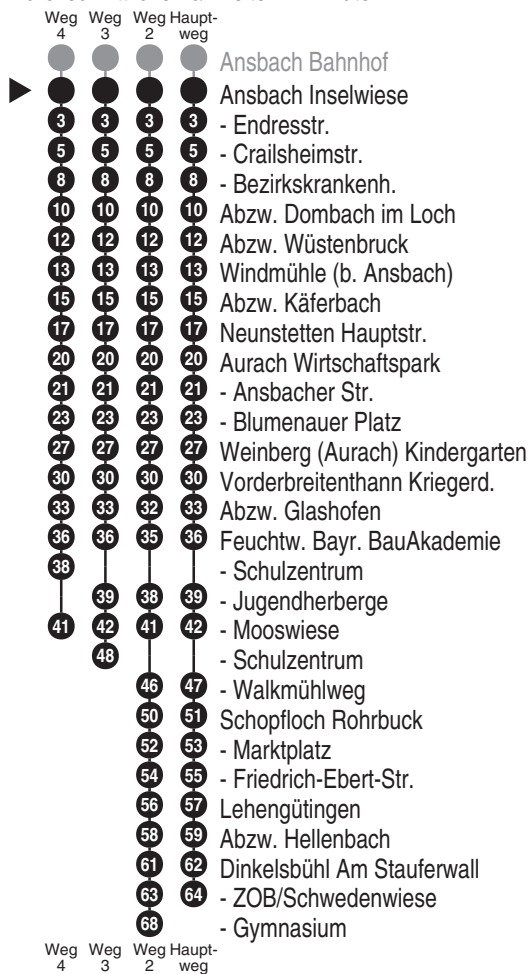 Weg Weg Weg Haupt-
4 3 2 weg
Ansbach Bahnhof
Ansbach Inselwiese
3 3 3 3 - Endresstr.
5 5 5 5 - Crailsheimstr.
8 8 8 8 - Bezirkskrankenh.
10 10 10 10 Abzw. Dombach im Loch
12 12 12 12 Abzw. Wüstenbruck
13 13 13 13 Windmühle (b. Ansbach)
15 15 15 15 Abzw. Käferbach
17 17 17 17 Neunstetten Hauptstr.
20 20 20 20 Aurach Wirtschaftspark
21 21 21 21 - Ansbacher Str.
23 23 23 23 - Blumenauer Platz
27 27 27 27 Weinberg (Aurach) Kindergarten
30 30 30 30 Vorderbreitenthann Kriegerd.
33 33 32 33 Abzw. Glashofen
36 36 35 36 Feuchtw. Bayr. BauAkademie
38 - Schulzentrum
39 38 39 - Jugendherberge
41 42 41 42 - Mooswiese
48 - Schulzentrum
46 47 - Walkmühlweg
50 51 Schopfloch Rohrbuck
52 53 - Marktplatz
54 55 - Friedrich-Ebert-Str.
56 57 Lehengütingen
58 59 Abzw. Hellenbach
61 62 Dinkelsbühl Am Stauferwall
63 64 - ZOB/Schwedenwiese
68 - Gymnasium
Weg Weg Weg Haupt-
4 3 2 weg